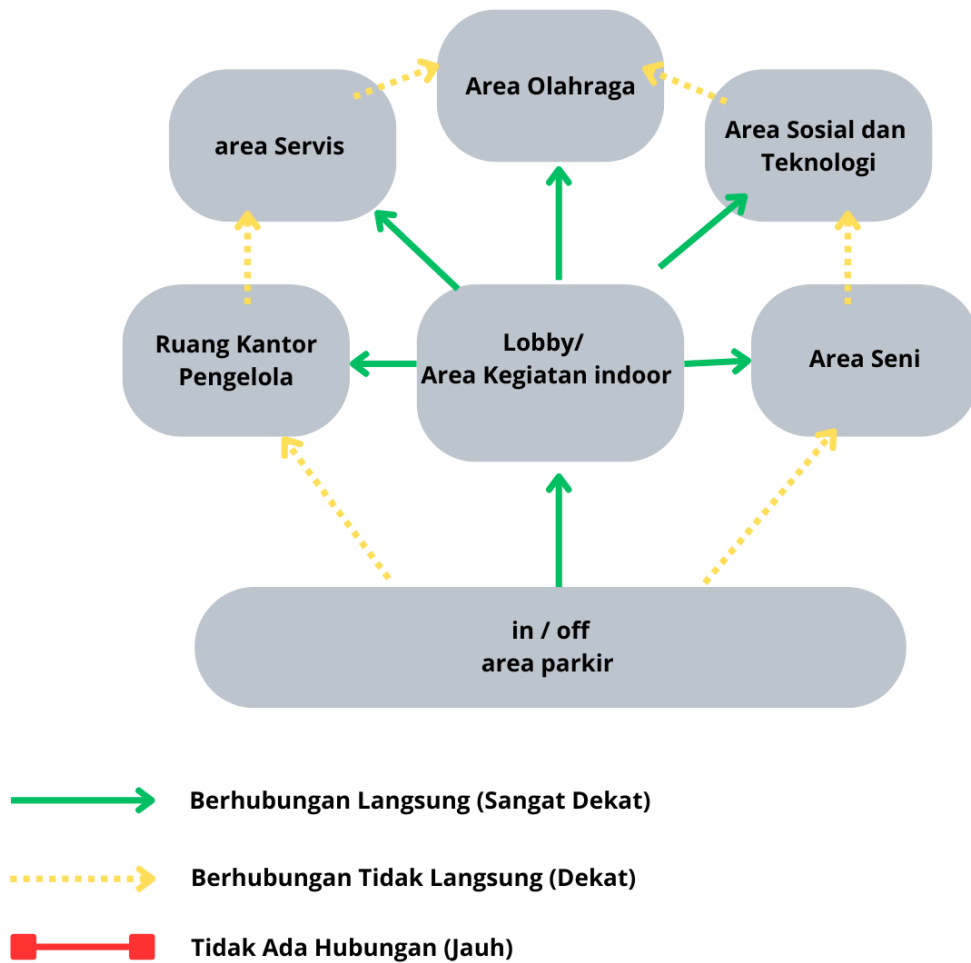 Area Olahraga
area Servis
Area Sosial dan
Teknologi
Ruang Kantor
Pengelola
Lobby/
Area Kegiatan indoor
Area Seni
in / off
area parkir
Berhubungan Langsung (Sangat Dekat)
Berhubungan Tidak Langsung (Dekat)
Tidak Ada Hubungan (Jauh)